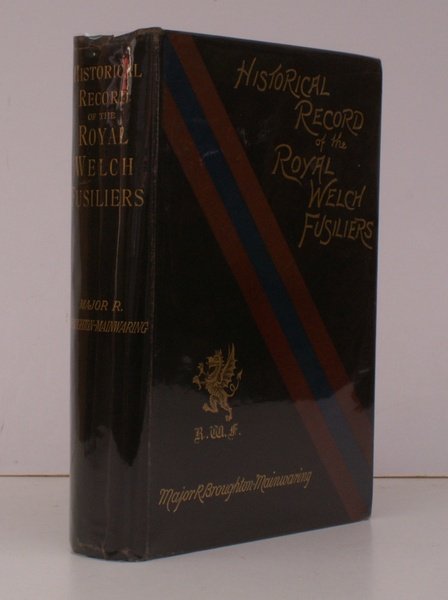 HISTORICAL
RECORD
OF THE
ROYAL
WELCH
FUSILIERS
MAJOR R.
BROUGHTON-MAINWARING
HISTORICAL
RECORD
of the
ROYAL
WELCH
FUSILIERS
R.W.F.
Major R Broughton-Mainwaring